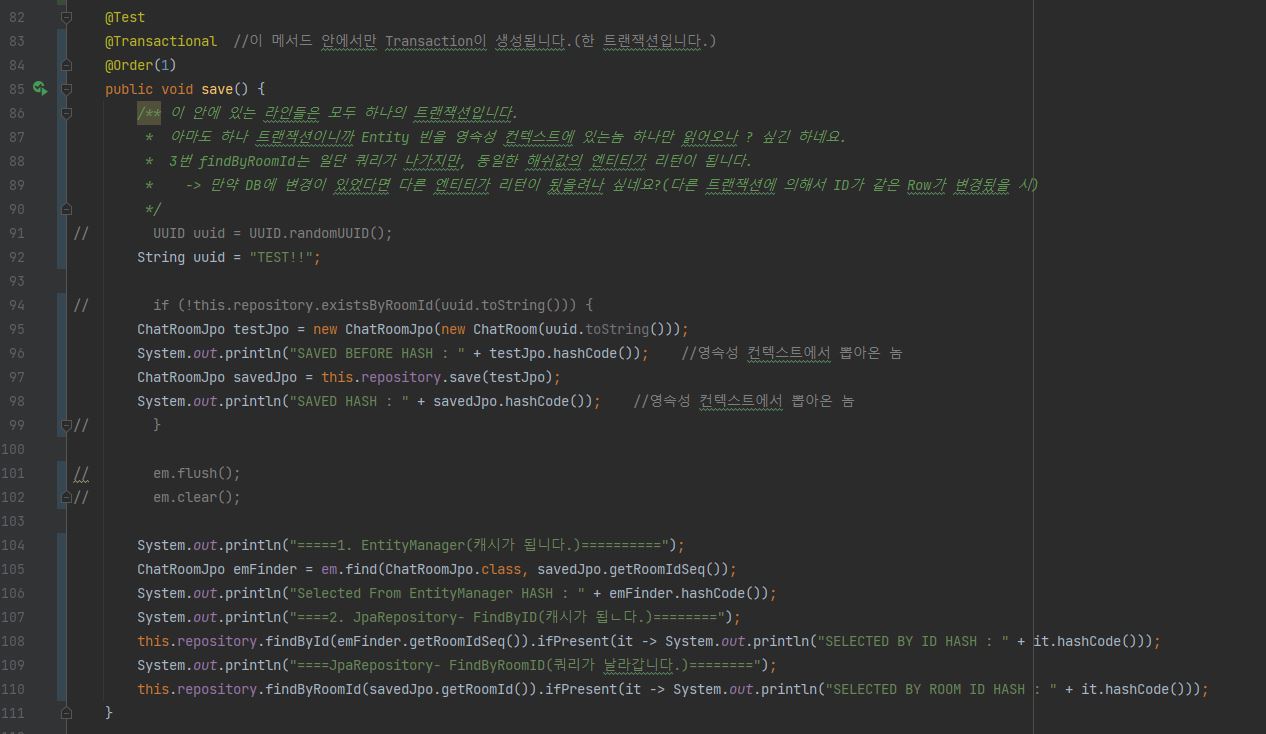 82 @Test
83 @Transactional //이 메서드 안에서만 Transaction이 생성됩니다.(한 트랜잭션입니다.)
84 @Order(1)
85 public void save() {
86 /** 이 안에 있는 라인들은 모두 하나의 트랜잭션입니다.
87 * 아마도 하나 트랜잭션이니까 Entity 빈을 영속성 컨텍스트에 있는놈 하나만 읽어오나 ? 싶긴 하네요.
88 * 3번 findByRoomId는 일단 쿼리가 나가지만, 동일한 해쉬값의 엔티티가 리턴이 됩니다.
89 * -> 만약 DB에 변경이 있었다면 다른 엔티티가 리턴이 됬을려나 싶네요?(다른 트랜잭션에 의해서 ID가 같은 Row가 변경됬을 시)
90 */
91 // UUID uuid = UUID.randomUUID();
92 String uuid = "TEST!!";
93
94 // if (!this.repository.existsByRoomId(uuid.toString())) {
95 ChatRoomJpo testJpo = new ChatRoomJpo(new ChatRoom(uuid.toString()));
96 System.out.println("SAVED BEFORE HASH : " + testJpo.hashCode()); //영속성 컨텍스트에서 뽑아온 놈
97 ChatRoomJpo savedJpo = this.repository.save(testJpo);
98 System.out.println("SAVED HASH : " + savedJpo.hashCode()); //영속성 컨텍스트에서 뽑아온 놈
99 // }
100
101 // em.flush();
102 // em.clear();
103
104 System.out.println("=====1. EntityManager(캐시가 됩니다.)==========");
105 ChatRoomJpo emFinder = em.find(ChatRoomJpo.class, savedJpo.getRoomIdSeq());
106 System.out.println("Selected From EntityManager HASH : " + emFinder.hashCode());
107 System.out.println("====2. JpaRepository- FindByID(캐시가 됩ㄴ다.)========");
108 this.repository.findById(emFinder.getRoomIdSeq()).ifPresent(it -> System.out.println("SELECTED BY ID HASH : " + it.hashCode()));
109 System.out.println("====JpaRepository- FindByRoomID(쿼리가 날라갑니다.)========");
110 this.repository.findByRoomId(savedJpo.getRoomId()).ifPresent(it -> System.out.println("SELECTED BY ROOM ID HASH : " + it.hashCode()));
111 }